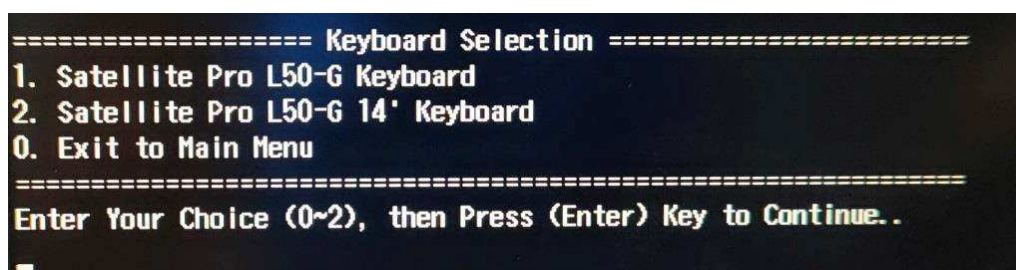 ==================== Keyboard Selection ========================
1. Satellite Pro L50-G Keyboard
2. Satellite Pro L50-G 14' Keyboard
0. Exit to Main Menu
================================================================
Enter Your Choice (0~2), then Press (Enter) Key to Continue..